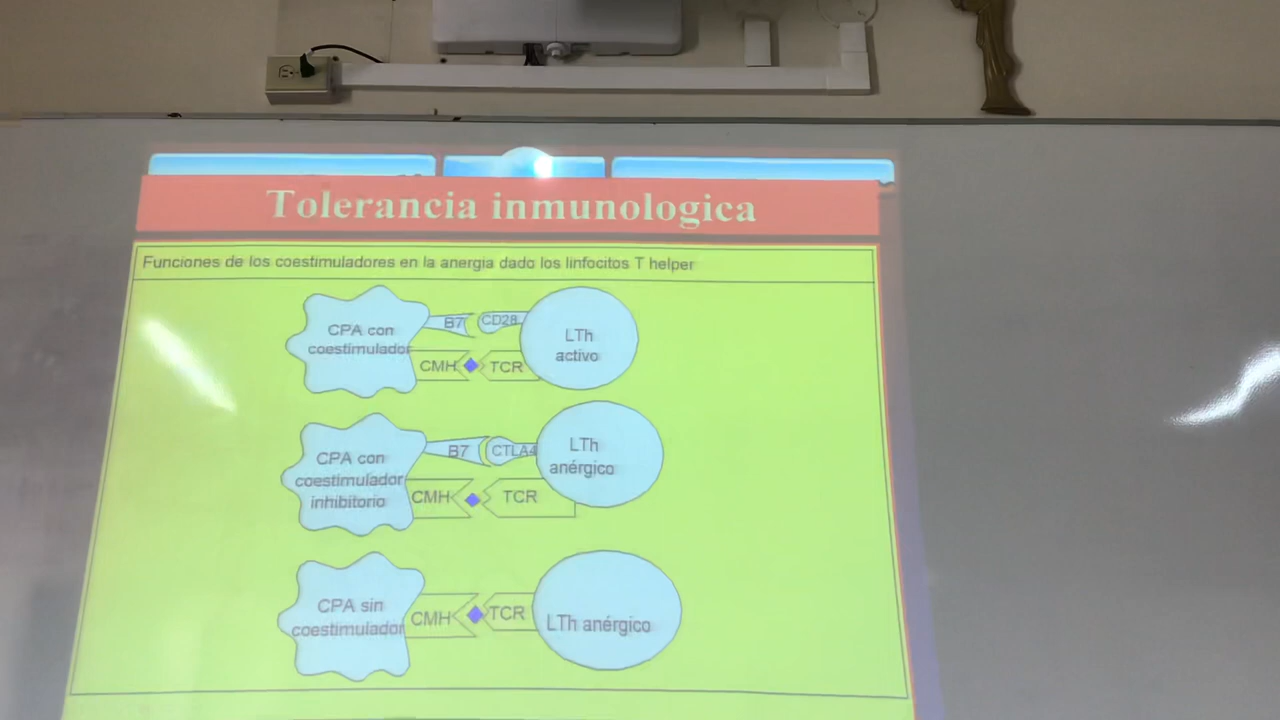 Tolerancia inmunologica
Funciones de los coestimuladores en la anergia dado los linfocitos T helper
CPA con
coestimulador
B7
CD28
CMH
TCR
LTh
activo
CPA con
coestimulador
inhibitorio
B7
CTLA4
CMH
TCR
LTh
anérgico
CPA sin
coestimulador
CMH
TCR
LTh anérgico